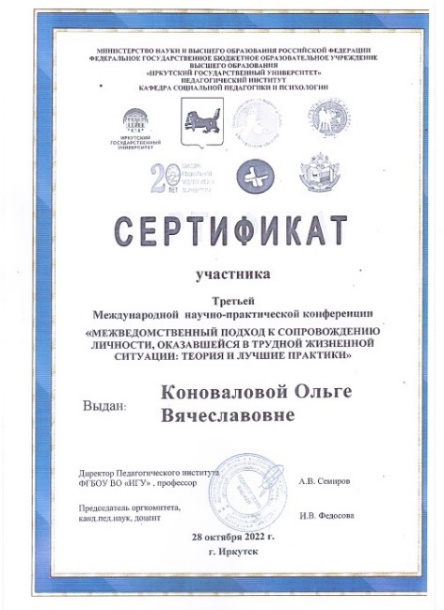 МИНИСТЕРСТВО НАУКИ И ВЫСШЕГО ОБРАЗОВАНИЯ РОССИЙСКОЙ ФЕДЕРАЦИИ
ФЕДЕРАЛЬНОЕ ГОСУДАРСТВЕННОЕ БЮДЖЕТНОЕ ОБРАЗОВАТЕЛЬНОЕ УЧРЕЖДЕНИЕ
ВЫСШЕГО ОБРАЗОВАНИЯ
«ИРКУТСКИЙ ГОСУДАРСТВЕННЫЙ УНИВЕРСИТЕТ»
ПЕДАГОГИЧЕСКИЙ ИНСТИТУТ
КАФЕДРА СОЦИАЛЬНОЙ ПЕДАГОГИКИ И ПСИХОЛОГИИ
ИРКУТСКИЙ
ГОСУДАРСТВЕННЫЙ
УНИВЕРСИТЕТ
20
ЛЕТ
СЕРТИФИКАТ
участника
Третьей
Международной научно-практической конференции
«МЕЖВЕДОМСТВЕННЫЙ ПОДХОД К СОПРОВОЖДЕНИЮ
ЛИЧНОСТИ, ОКАЗАВШЕЙСЯ В ТРУДНОЙ ЖИЗНЕННОЙ
СИТУАЦИИ: ТЕОРИЯ И ЛУЧШИЕ ПРАКТИКИ»
Выдан: Коноваловой Ольге
Вячеславовне
Директор Педагогического института
ФГБОУ ВО «ИГУ» , профессор А.В. Семиров
Председатель оргкомитета,
канд.пед.наук, доцент И.В. Федосова
28 октября 2022 г.
г. Иркутск